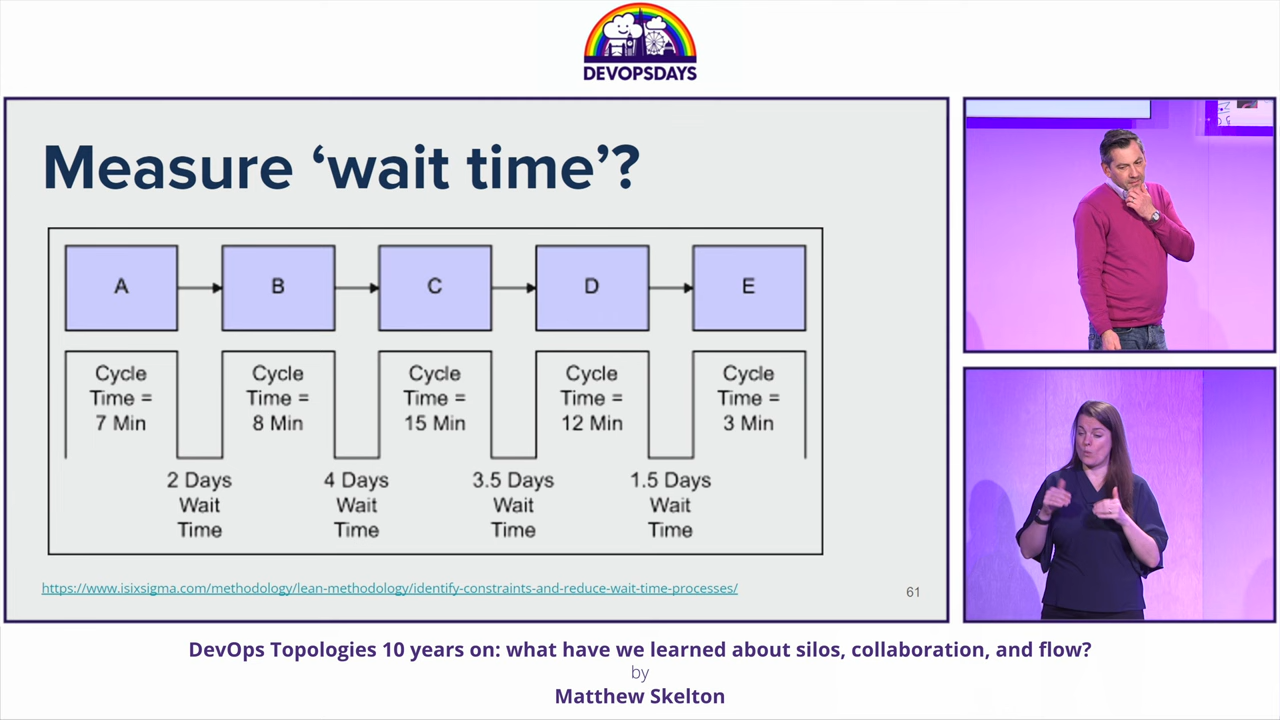 DEVOPSDAYS
Measure ‘wait time’?
A
B
C
D
E
Cycle
Time =
7 Min
Cycle
Time =
8 Min
Cycle
Time =
15 Min
Cycle
Time =
12 Min
Cycle
Time =
3 Min
2 Days
Wait
Time
4 Days
Wait
Time
3.5 Days
Wait
Time
1.5 Days
Wait
Time
https://www.isixsigma.com/methodology/lean-methodology/identify-constraints-and-reduce-wait-time-processes/
61
DevOps Topologies 10 years on: what have we learned about silos, collaboration, and flow?
by
Matthew Skelton